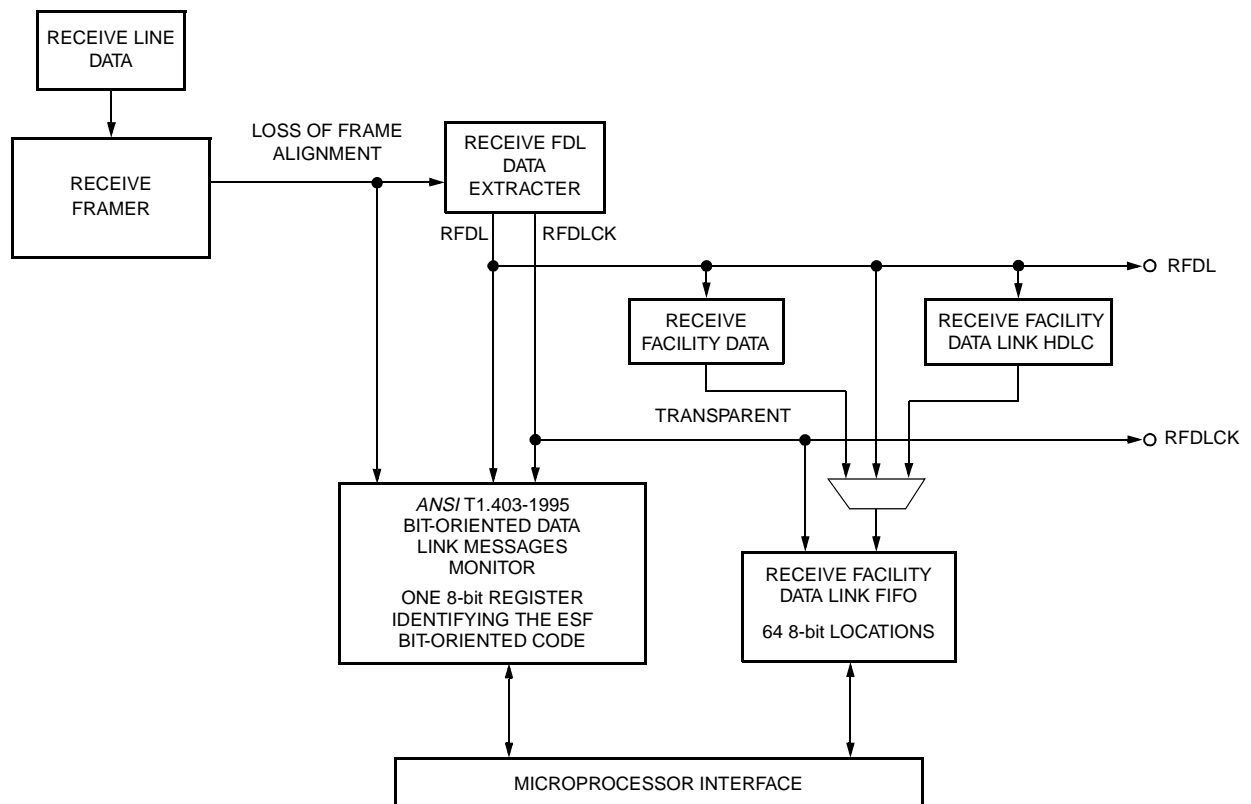 RECEIVE LINE
DATA
RECEIVE
FRAMER
LOSS OF FRAME
ALIGNMENT
RECEIVE FDL
DATA
EXTRACTER
RFDL
RFDLCK
RFDL
RECEIVE
FACILITY DATA
RECEIVE FACILITY
DATA LINK HDLC
TRANSPARENT
RFDLCK
ANSI T1.403-1995
BIT-ORIENTED DATA
LINK MESSAGES
MONITOR
ONE 8-bit REGISTER
IDENTIFYING THE ESF
BIT-ORIENTED CODE
RECEIVE FACILITY
DATA LINK FIFO
64 8-bit LOCATIONS
MICROPROCESSOR INTERFACE